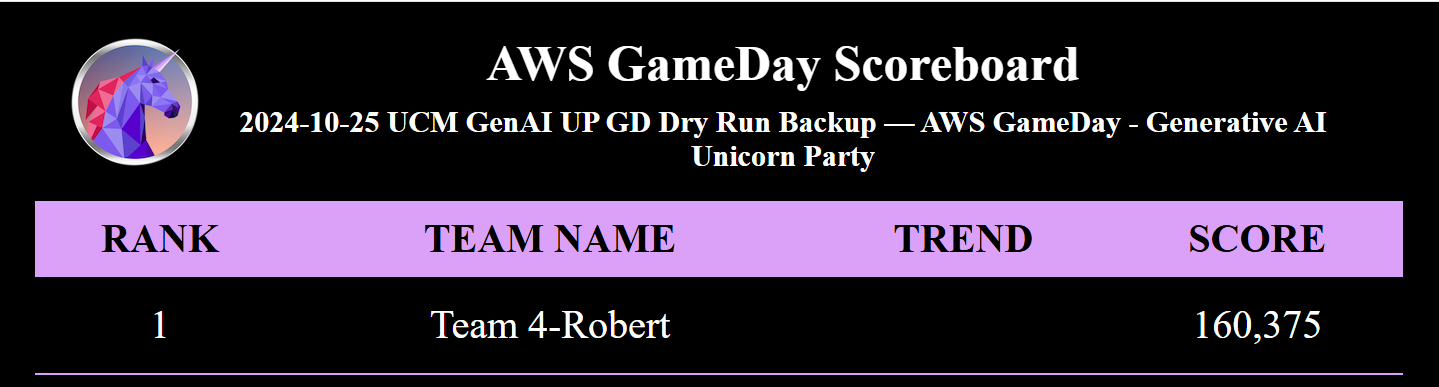 AWS GameDay Scoreboard
2024-10-25 UCM GenAI UP GD Dry Run Backup — AWS GameDay - Generative AI
Unicorn Party
RANK TEAM NAME TREND SCORE
1 Team 4-Robert 160,375